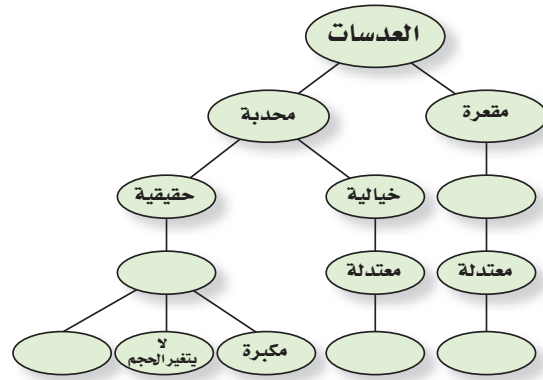 العدسات
مقعرة
محدبة
خيالية
حقيقية
معتدلة
معتدلة
مكبرة
لا
يتغير الحجم